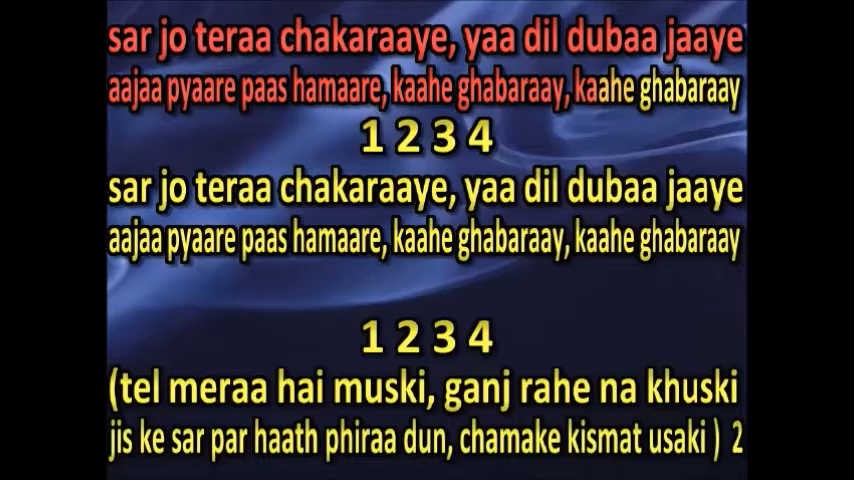 sar jo teraa chakaraaye, yaa dil dubaa jaaye
aajaa pyaare paas hamaare, kaahe ghabaraay, kaahe ghabaraay
1 2 3 4
sar jo teraa chakaraaye, yaa dil dubaa jaaye
aajaa pyaare paas hamaare, kaahe ghabaraay, kaahe ghabaraay
1 2 3 4
(tel meraa hai muski, ganj rahe na khuski
jis ke sar par haath phiraa dun, chamake kismat usaki ) 2